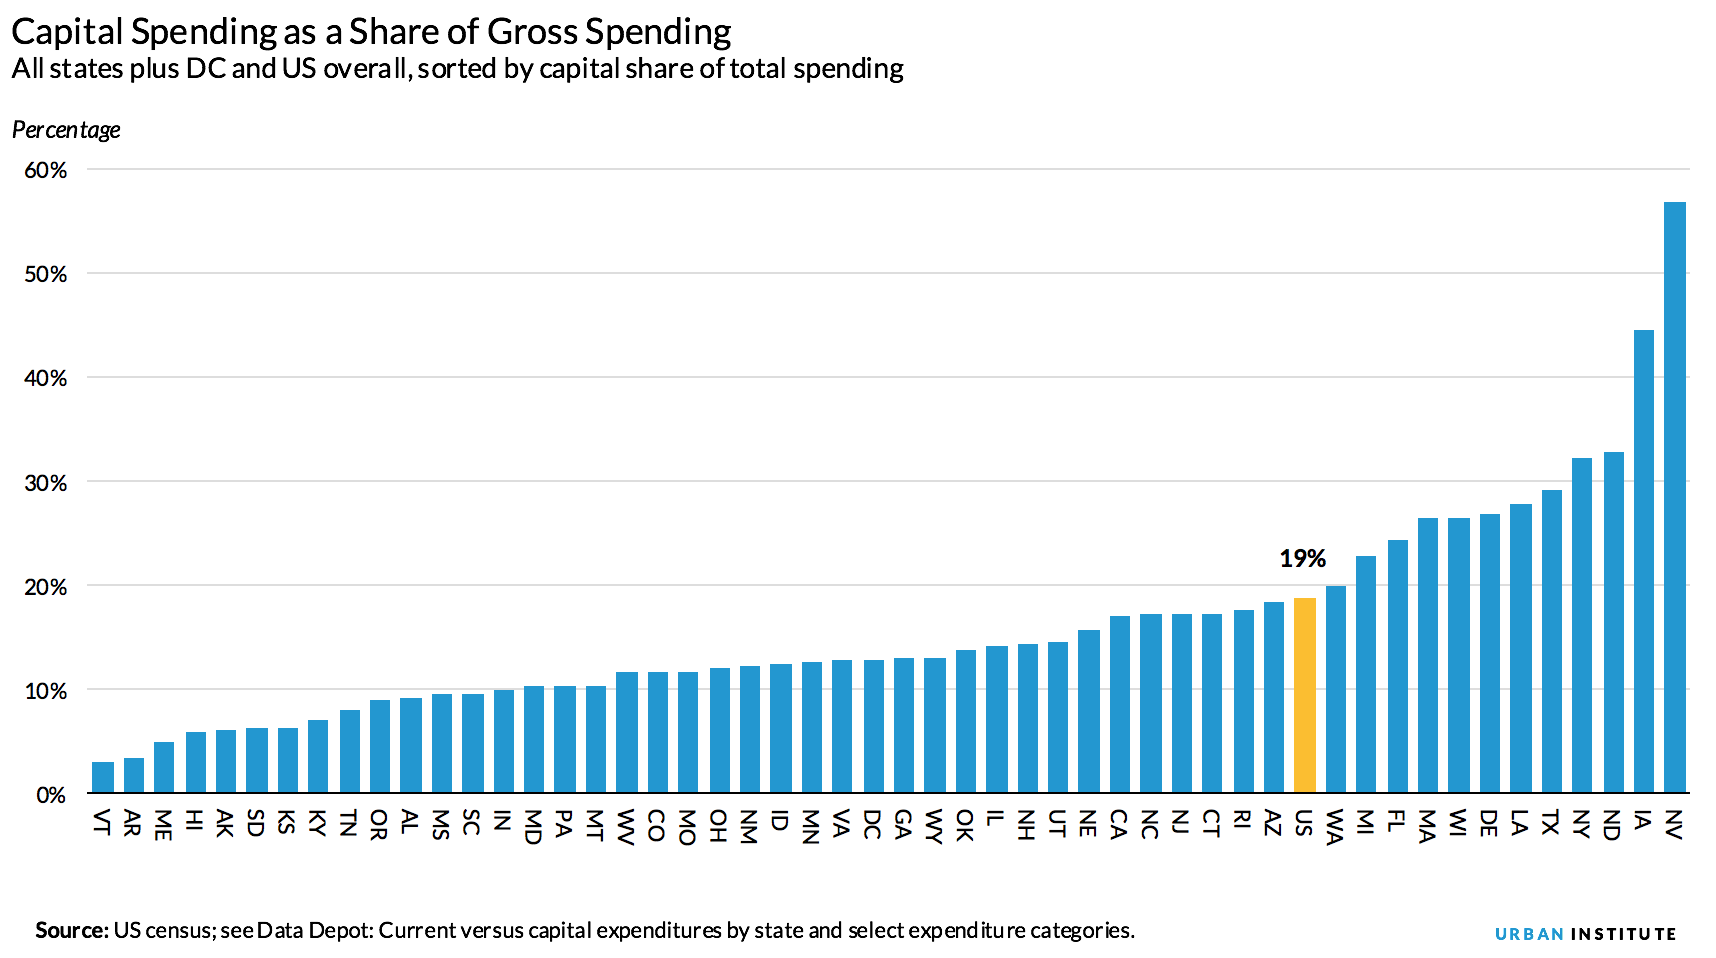 Capital Spending as a Share of Gross Spending
All states plus DC and US overall, sorted by capital share of total spending
Percentage
60%
50%
40%
30%
20%
10%
0%
19%
VT AR ME HI AK SD KS KY TN OR AL MS SC IN MD PA MT WV CO MO OH NM ID MN VA DC GA WY OK IL NH UT NE CA NC NJ CT RI AZ US WA MI FL MA WI DE LA TX NY ND IA NV
Source: US census; see Data Depot: Current versus capital expenditures by state and select expenditure categories.
URBAN INSTITUTE